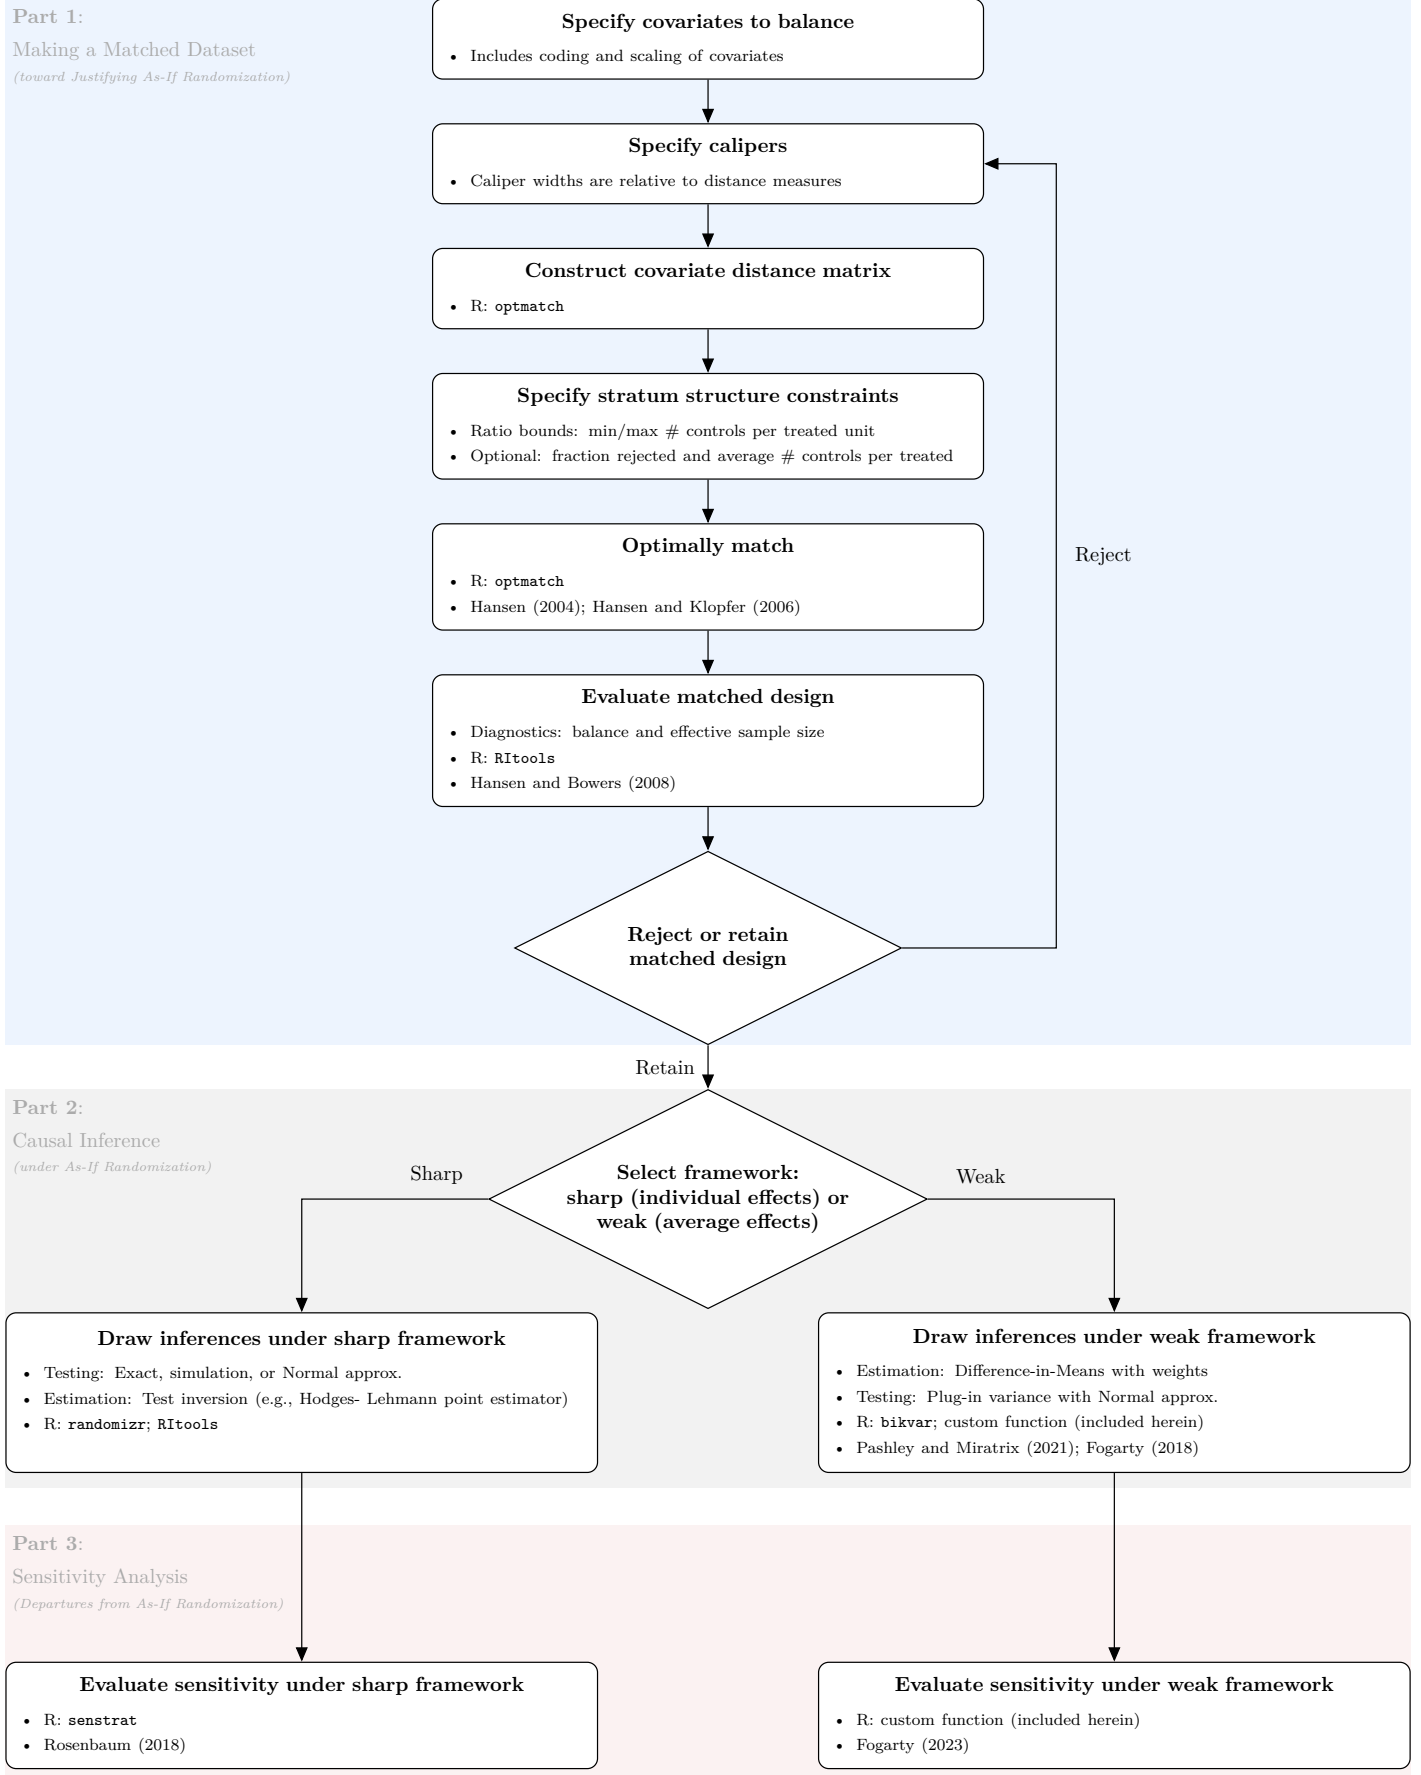 Part 1:
Making a Matched Dataset
(toward Justifying As-If Randomization)
Specify covariates to balance
• Includes coding and scaling of covariates
Specify calipers
• Caliper widths are relative to distance measures
Construct covariate distance matrix
• R: optmatch
Specify stratum structure constraints
• Ratio bounds: min/max # controls per treated unit
• Optional: fraction rejected and average # controls per treated
Optimally match
• R: optmatch
• Hansen (2004); Hansen and Klopfer (2006)
Reject
Evaluate matched design
• Diagnostics: balance and effective sample size
• R: RItools
• Hansen and Bowers (2008)
Reject or retain
matched design
Retain
Part 2:
Causal Inference
(under As-If Randomization)
Sharp
Select framework:
sharp (individual effects) or
weak (average effects)
Weak
Draw inferences under sharp framework
• Testing: Exact, simulation, or Normal approx.
• Estimation: Test inversion (e.g., Hodges- Lehmann point estimator)
• R: randomizr; RItools
Draw inferences under weak framework
• Estimation: Difference-in-Means with weights
• Testing: Plug-in variance with Normal approx.
• R: bikvar; custom function (included herein)
• Pashley and Miratrix (2021); Fogarty (2018)
Part 3:
Sensitivity Analysis
(Departures from As-If Randomization)
Evaluate sensitivity under sharp framework
• R: senstrat
• Rosenbaum (2018)
Evaluate sensitivity under weak framework
• R: custom function (included herein)
• Fogarty (2023)